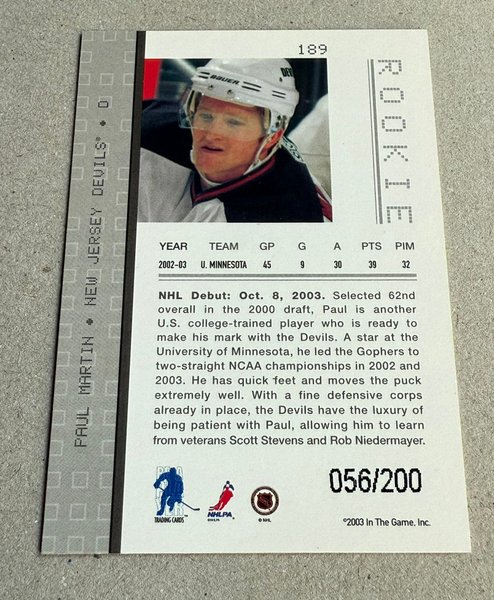 189
BAUER
ROOKIE
PAUL MARTIN • NEW JERSEY DEVILS® • D
YEAR TEAM GP G A PTS PIM
2002-03 U. MINNESOTA 45 9 30 39 32
NHL Debut: Oct. 8, 2003. Selected 62nd
overall in the 2000 draft, Paul is another
U.S. college-trained player who is ready to
make his mark with the Devils. A star at the
University of Minnesota, he led the Gophers to
two-straight NCAA championships in 2002 and
2003. He has quick feet and moves the puck
extremely well. With a fine defensive corps
already in place, the Devils have the luxury of
being patient with Paul, allowing him to learn
from veterans Scott Stevens and Rob Niedermayer.
056/200
TRADING CARDS
NHLPA
©NHLPA
©NHL
©2003 In The Game, Inc.